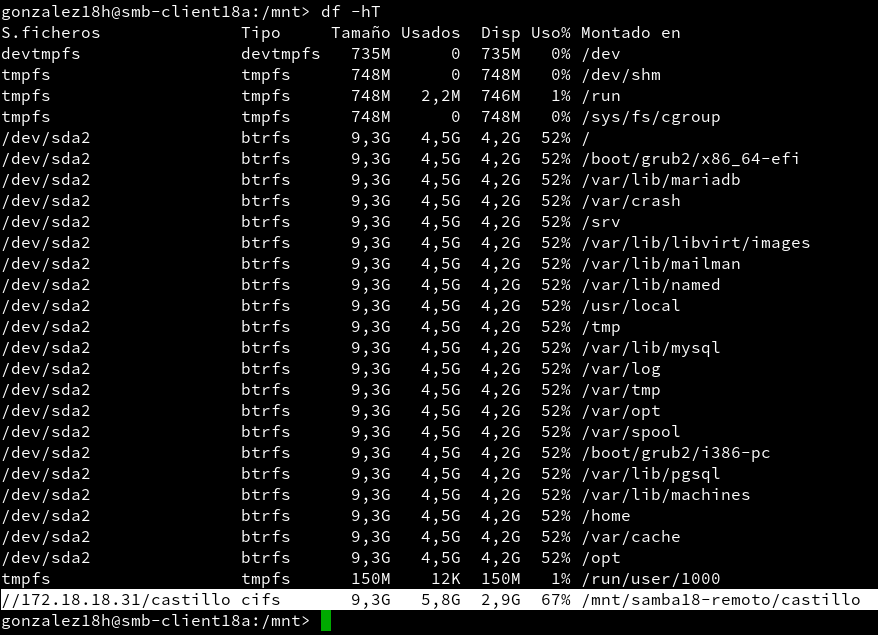 gonzalez18h@smb-client18a:/mnt> df -hT
S.ficheros              Tipo     Tamaño Usados  Disp Uso% Montado en
devtmpfs                devtmpfs   735M      0  735M   0% /dev
tmpfs                   tmpfs      748M      0  748M   0% /dev/shm
tmpfs                   tmpfs      748M   2,2M  746M   1% /run
tmpfs                   tmpfs      748M      0  748M   0% /sys/fs/cgroup
/dev/sda2               btrfs      9,3G   4,5G  4,2G  52% /
/dev/sda2               btrfs      9,3G   4,5G  4,2G  52% /boot/grub2/x86_64-efi
/dev/sda2               btrfs      9,3G   4,5G  4,2G  52% /var/lib/mariadb
/dev/sda2               btrfs      9,3G   4,5G  4,2G  52% /var/crash
/dev/sda2               btrfs      9,3G   4,5G  4,2G  52% /srv
/dev/sda2               btrfs      9,3G   4,5G  4,2G  52% /var/lib/libvirt/images
/dev/sda2               btrfs      9,3G   4,5G  4,2G  52% /var/lib/mailman
/dev/sda2               btrfs      9,3G   4,5G  4,2G  52% /var/lib/named
/dev/sda2               btrfs      9,3G   4,5G  4,2G  52% /usr/local
/dev/sda2               btrfs      9,3G   4,5G  4,2G  52% /tmp
/dev/sda2               btrfs      9,3G   4,5G  4,2G  52% /var/lib/mysql
/dev/sda2               btrfs      9,3G   4,5G  4,2G  52% /var/log
/dev/sda2               btrfs      9,3G   4,5G  4,2G  52% /var/tmp
/dev/sda2               btrfs      9,3G   4,5G  4,2G  52% /var/opt
/dev/sda2               btrfs      9,3G   4,5G  4,2G  52% /var/spool
/dev/sda2               btrfs      9,3G   4,5G  4,2G  52% /boot/grub2/i386-pc
/dev/sda2               btrfs      9,3G   4,5G  4,2G  52% /var/lib/pgsql
/dev/sda2               btrfs      9,3G   4,5G  4,2G  52% /var/lib/machines
/dev/sda2               btrfs      9,3G   4,5G  4,2G  52% /home
/dev/sda2               btrfs      9,3G   4,5G  4,2G  52% /var/cache
/dev/sda2               btrfs      9,3G   4,5G  4,2G  52% /opt
tmpfs                   tmpfs      150M    12K  150M   1% /run/user/1000
//172.18.18.31/castillo cifs       9,3G   5,8G  2,9G  67% /mnt/samba18-remoto/castillo
gonzalez18h@smb-client18a:/mnt>